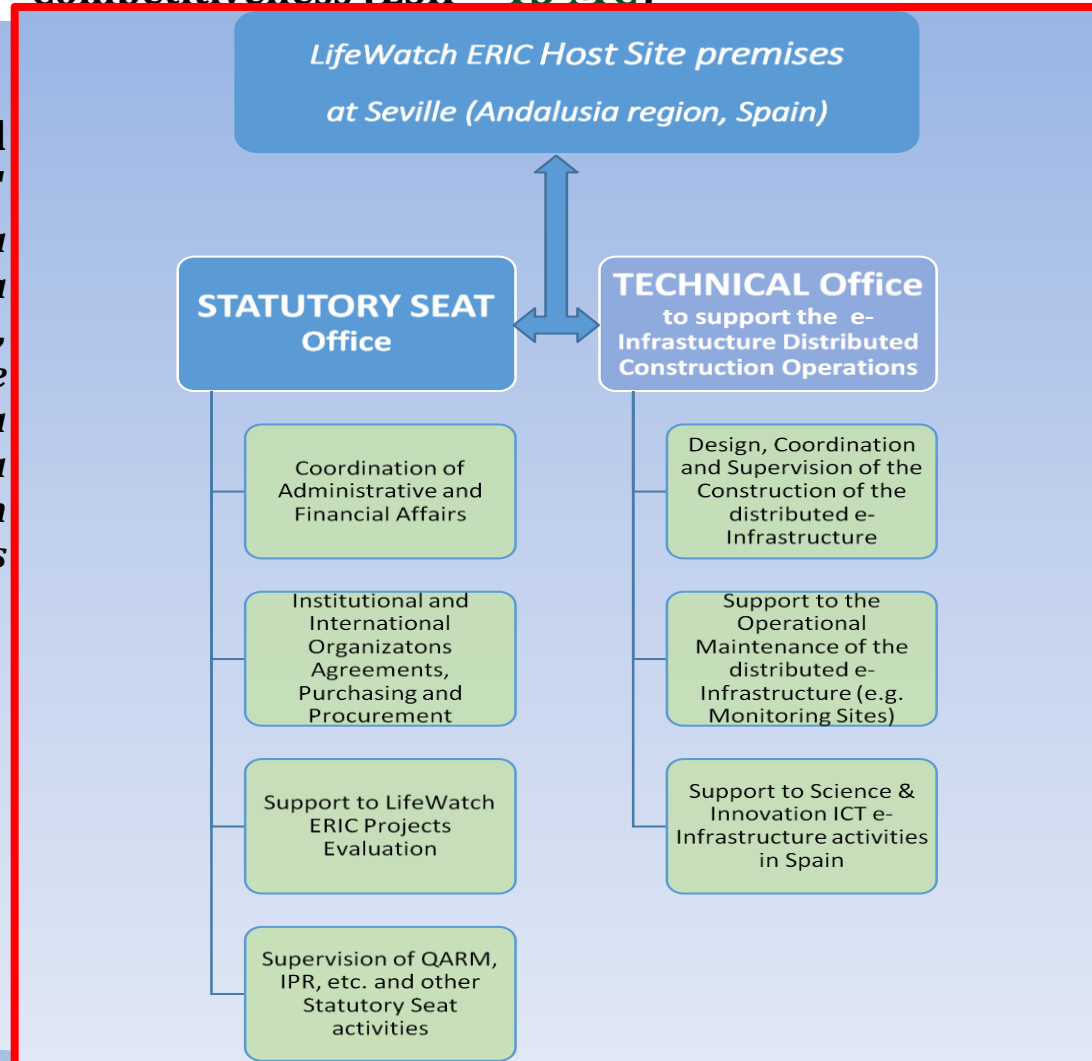 LifeWatch ERIC Host Site premises
at Seville (Andalusia region, Spain)
STATUTORY SEAT
Office
TECHNICAL Office
to support the e-
Infrastucture Distributed
Construction Operations
Coordination of
Administrative and
Financial Affairs
Institutional and
International
Organizatons
Agreements,
Purchasing and
Procurement
Support to LifeWatch
ERIC Projects
Evaluation
Supervision of QARM,
IPR, etc. and other
Statutory Seat
activities
Design, Coordination
and Supervision of the
Construction of the
distributed e-
Infrastructure
Support to the
Operational
Maintenance of the
distributed e-
Infrastructure (e.g.
Monitoring Sites)
Support to Science &
Innovation ICT e-
Infrastructure activities
in Spain